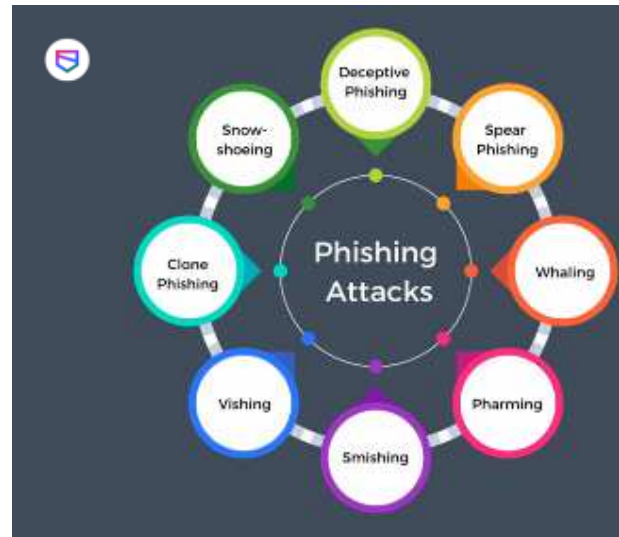 Phishing
Attacks
Deceptive
Phishing
Spear
Phishing
Whaling
Pharming
Smishing
Vishing
Clone
Phishing
Snow-
shoeing